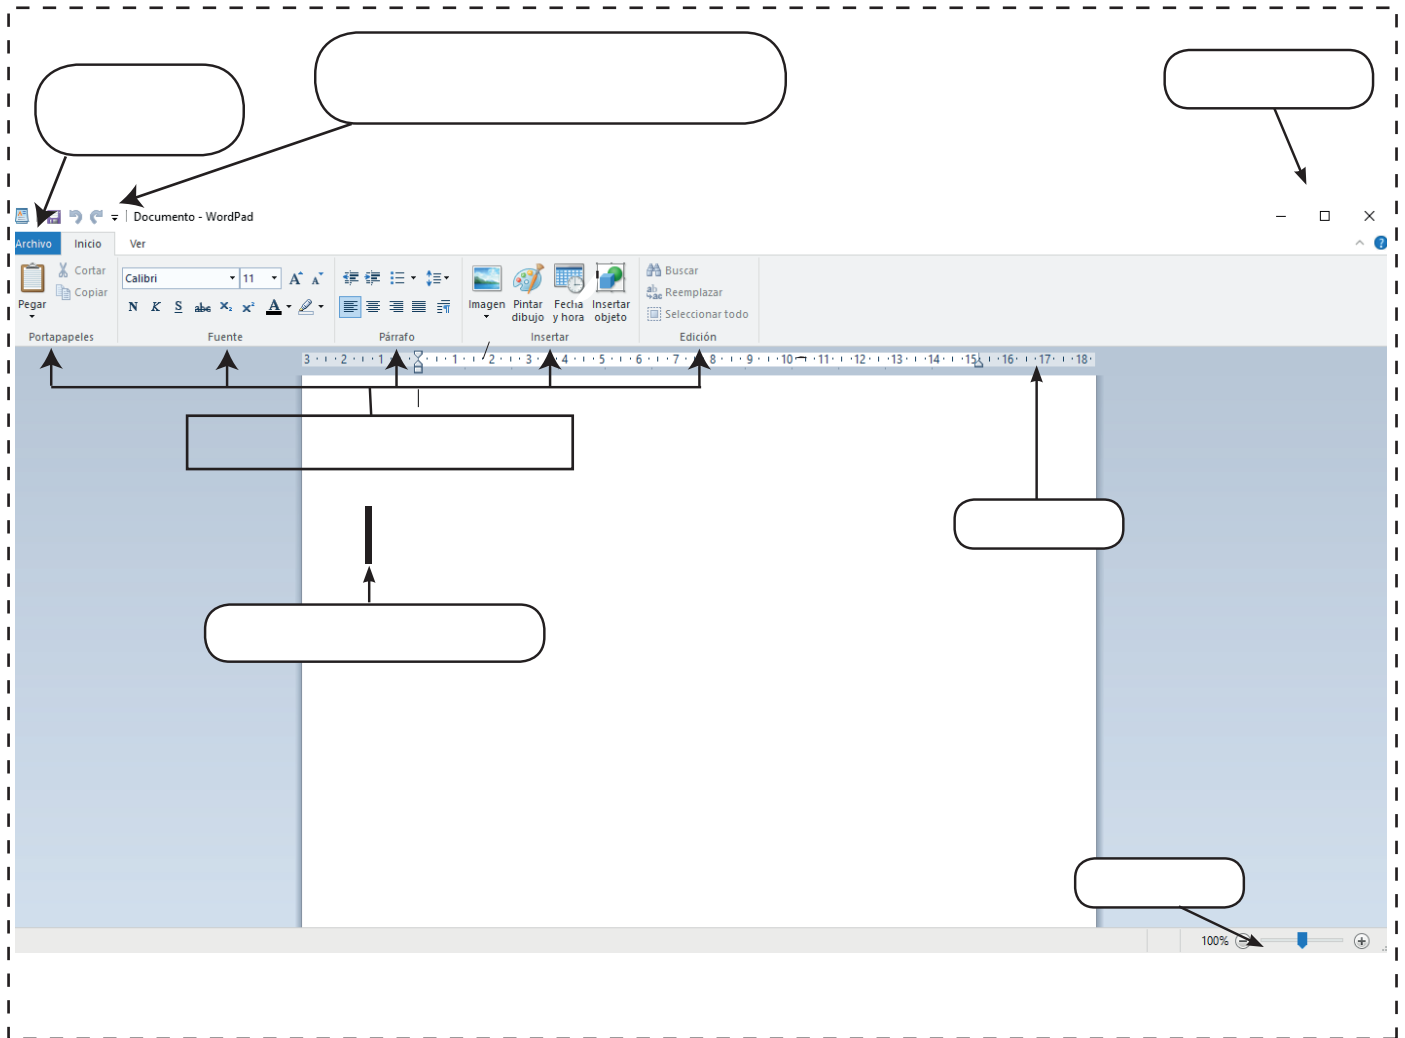 Documento - WordPad
Archivo Inicio Ver
Pegar
Cortar
Copiar
Portapapeles
Calibri 11
N K S abc X₂ X² A
Fuente
Párrafo
Imagen
Pintar dibujo
Fecha y hora
Insertar objeto
Insertar
Buscar
Reemplazar
Seleccionar todo
Edición
3 2 1 1 2 3 4 5 6 7 8 9 10 11 12 13 14 15 16 17 18
100%